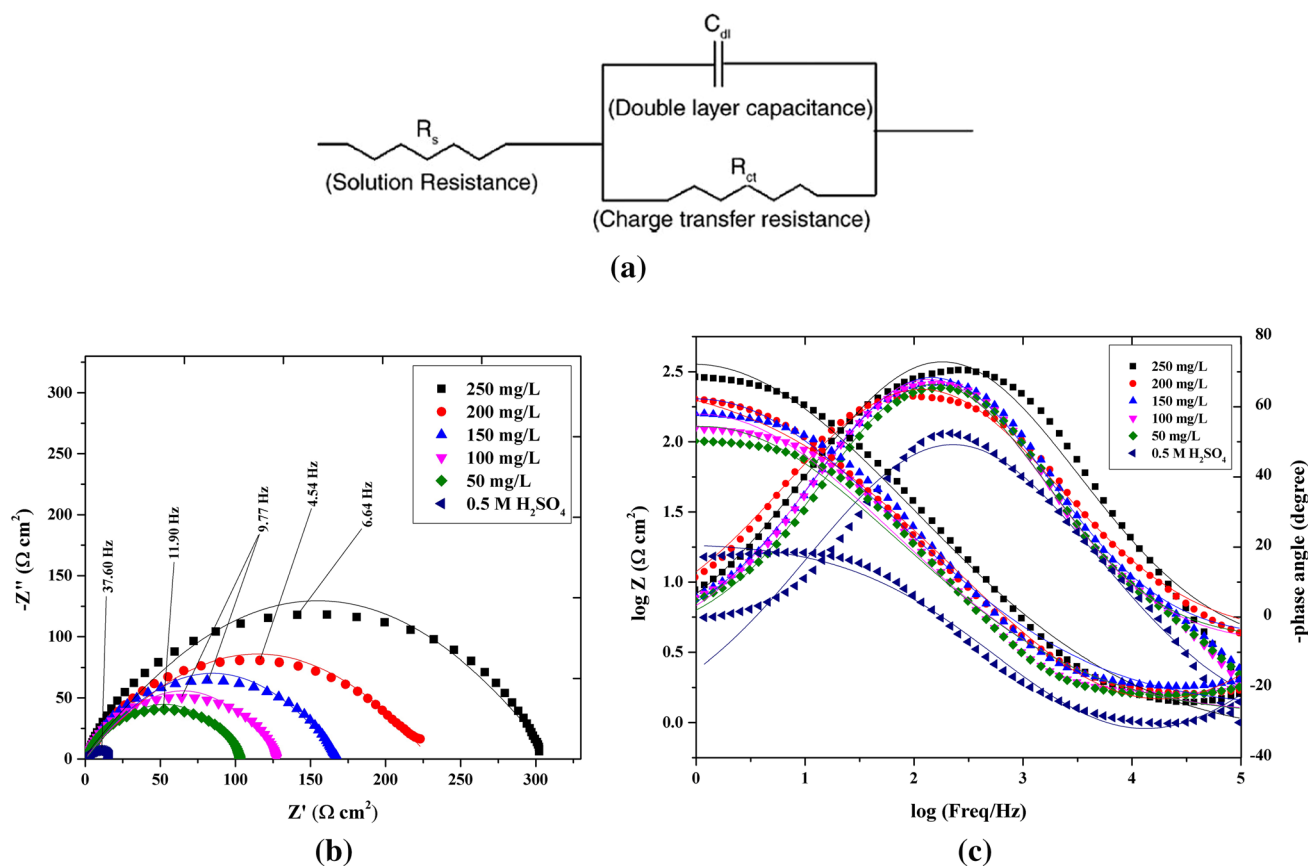 C_dl
(Double layer capacitance)
R_s
(Solution Resistance)
R_ct
(Charge transfer resistance)
(a)
300
250
200
150
100
50
0
-Z'' (Ω cm²)
37.60 Hz
11.90 Hz
9.77 Hz
4.54 Hz
6.64 Hz
250 mg/L
200 mg/L
150 mg/L
100 mg/L
50 mg/L
0.5 M H₂SO₄
0 50 100 150 200 250 300
Z' (Ω cm²)
(b)
2.5
2.0
1.5
1.0
0.5
0.0
log Z (Ω cm²)
250 mg/L
200 mg/L
150 mg/L
100 mg/L
50 mg/L
0.5 M H₂SO₄
80
60
40
20
0
-20
-40
-phase angle (degree)
0 1 2 3 4 5
log (Freq/Hz)
(c)